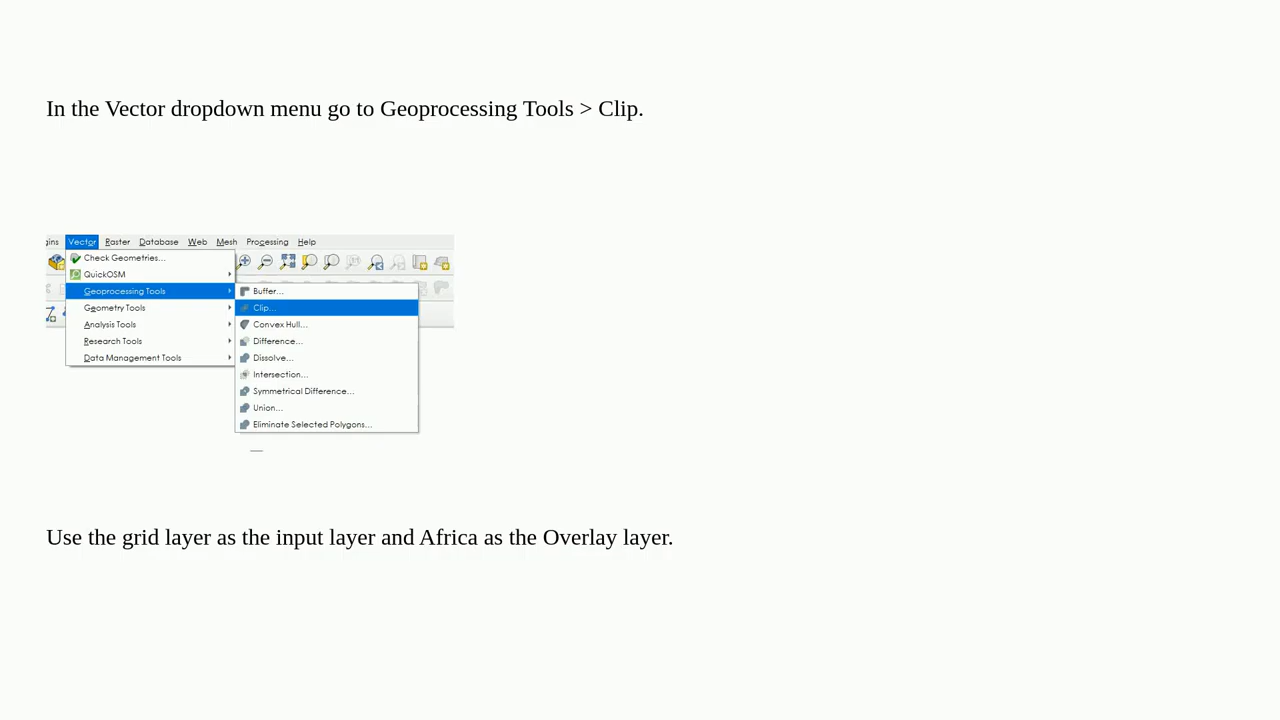 In the Vector dropdown menu go to Geoprocessing Tools > Clip.
gins Vector Raster Database Web Mesh Processing Help
Check Geometries...
QuickOSM
Geoprocessing Tools
Geometry Tools
Analysis Tools
Research Tools
Data Management Tools
Buffer...
Clip...
Convex Hull...
Difference...
Dissolve...
Intersection...
Symmetrical Difference...
Union...
Eliminate Selected Polygons...
Use the grid layer as the input layer and Africa as the Overlay layer.